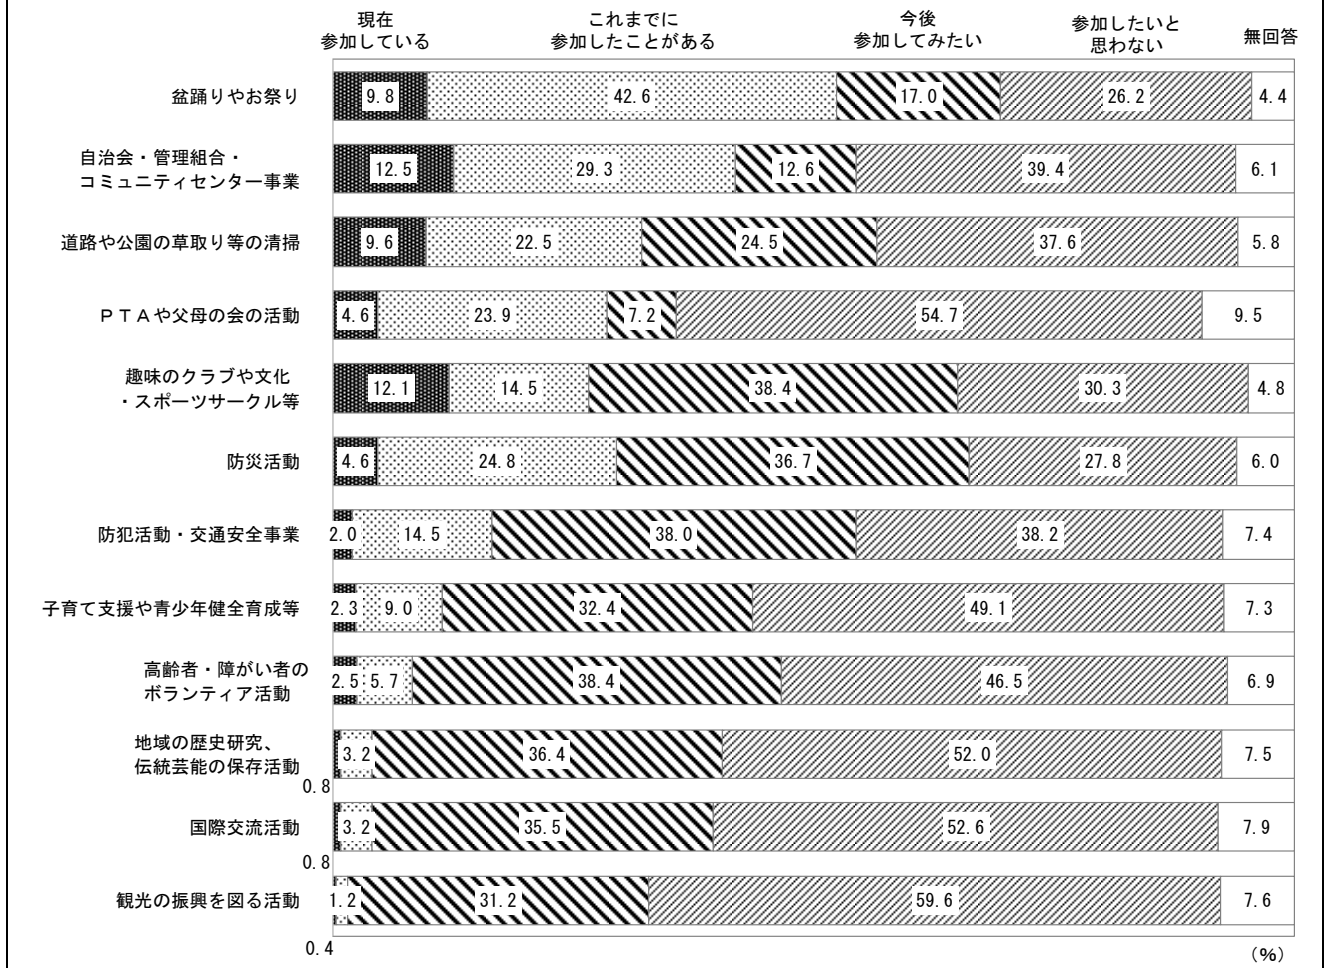 現在
参加している
これまでに
参加したことがある
今後
参加してみたい
参加したいと
思わない
無回答
盆踊りやお祭り
9.8 42.6 17.0 26.2 4.4
自治会・管理組合・
コミュニティセンター事業
12.5 29.3 12.6 39.4 6.1
道路や公園の草取り等の清掃
9.6 22.5 24.5 37.6 5.8
ＰＴＡや父母の会の活動
4.6 23.9 7.2 54.7 9.5
趣味のクラブや文化
・スポーツサークル等
12.1 14.5 38.4 30.3 4.8
防災活動
4.6 24.8 36.7 27.8 6.0
防犯活動・交通安全事業
2.0 14.5 38.0 38.2 7.4
子育て支援や青少年健全育成等
2.3 9.0 32.4 49.1 7.3
高齢者・障がい者の
ボランティア活動
2.5 5.7 38.4 46.5 6.9
地域の歴史研究、
伝統芸能の保存活動
0.8 3.2 36.4 52.0 7.5
国際交流活動
0.8 3.2 35.5 52.6 7.9
観光の振興を図る活動
0.4 1.2 31.2 59.6 7.6
（％）